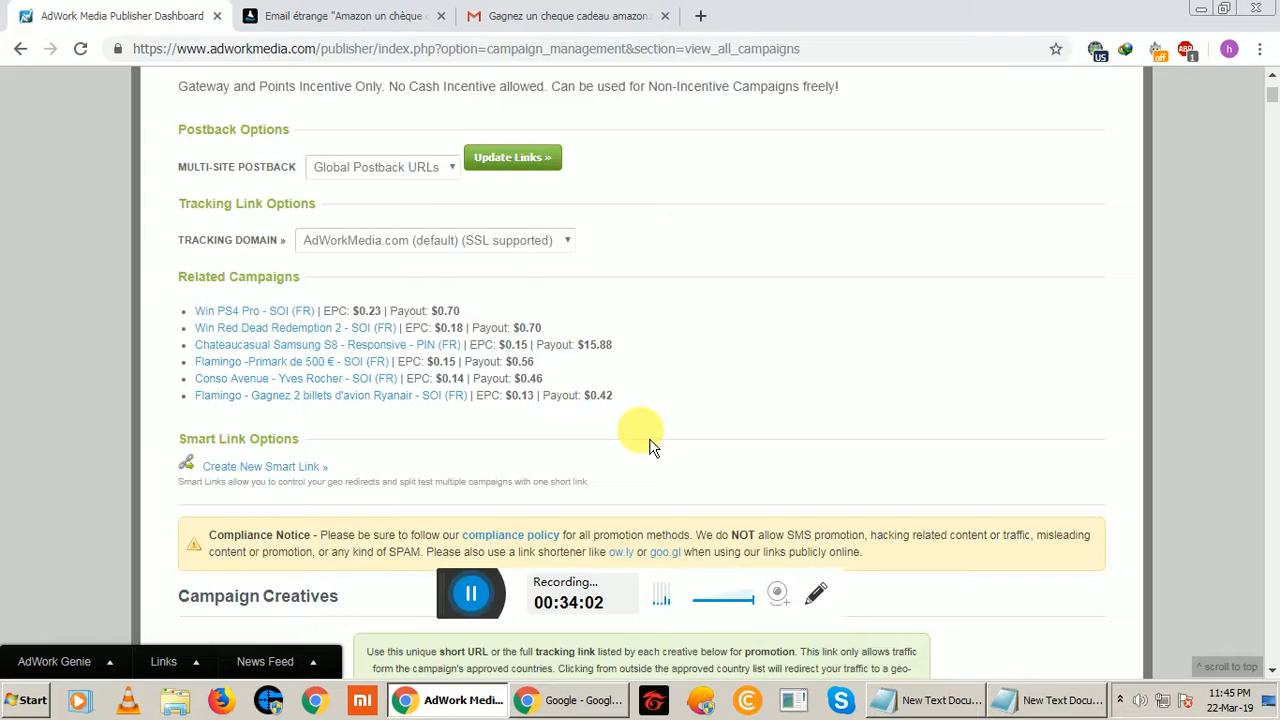 AdWork Media Publisher Dashboard
Email étrange "Amazon un chèque c
Gagnez un cheque cadeau amazon
https://www.adworkmedia.com/publisher/index.php?option=campaign_management&section=view_all_campaigns
US
off
ABP
1
h
Gateway and Points Incentive Only. No Cash Incentive allowed. Can be used for Non-Incentive Campaigns freely!
Postback Options
MULTI-SITE POSTBACK Global Postback URLs Update Links »
Tracking Link Options
TRACKING DOMAIN » AdWorkMedia.com (default) (SSL supported)
Related Campaigns
Win PS4 Pro - SOI (FR) | EPC: $0.23 | Payout: $0.70
Win Red Dead Redemption 2 - SOI (FR) | EPC: $0.18 | Payout: $0.70
Chateaucasual Samsung S8 - Responsive - PIN (FR) | EPC: $0.15 | Payout: $15.88
Flamingo -Primark de 500 € - SOI (FR) | EPC: $0.15 | Payout: $0.56
Conso Avenue - Yves Rocher - SOI (FR) | EPC: $0.14 | Payout: $0.46
Flamingo - Gagnez 2 billets d'avion Ryanair - SOI (FR) | EPC: $0.13 | Payout: $0.42
Smart Link Options
Create New Smart Link »
Smart Links allow you to control your geo redirects and split test multiple campaigns with one short link.
Compliance Notice - Please be sure to follow our compliance policy for all promotion methods. We do NOT allow SMS promotion, hacking related content or traffic, misleading
content or promotion, or any kind of SPAM. Please also use a link shortener like ow.ly or goo.gl when using our links publicly online.
Campaign Creatives
Recording...
00:34:02
Use this unique short URL or the full tracking link listed by each creative below for promotion. This link only allows traffic
form the campaign's approved countries. Clicking from outside the approved country list will redirect your traffic to a geo-
AdWork Genie Links News Feed
^ scroll to top
Start
mi
AdWork Medi...
Google - Googl...
New Text Docu...
New Text Docu...
11:45 PM
22-Mar-19